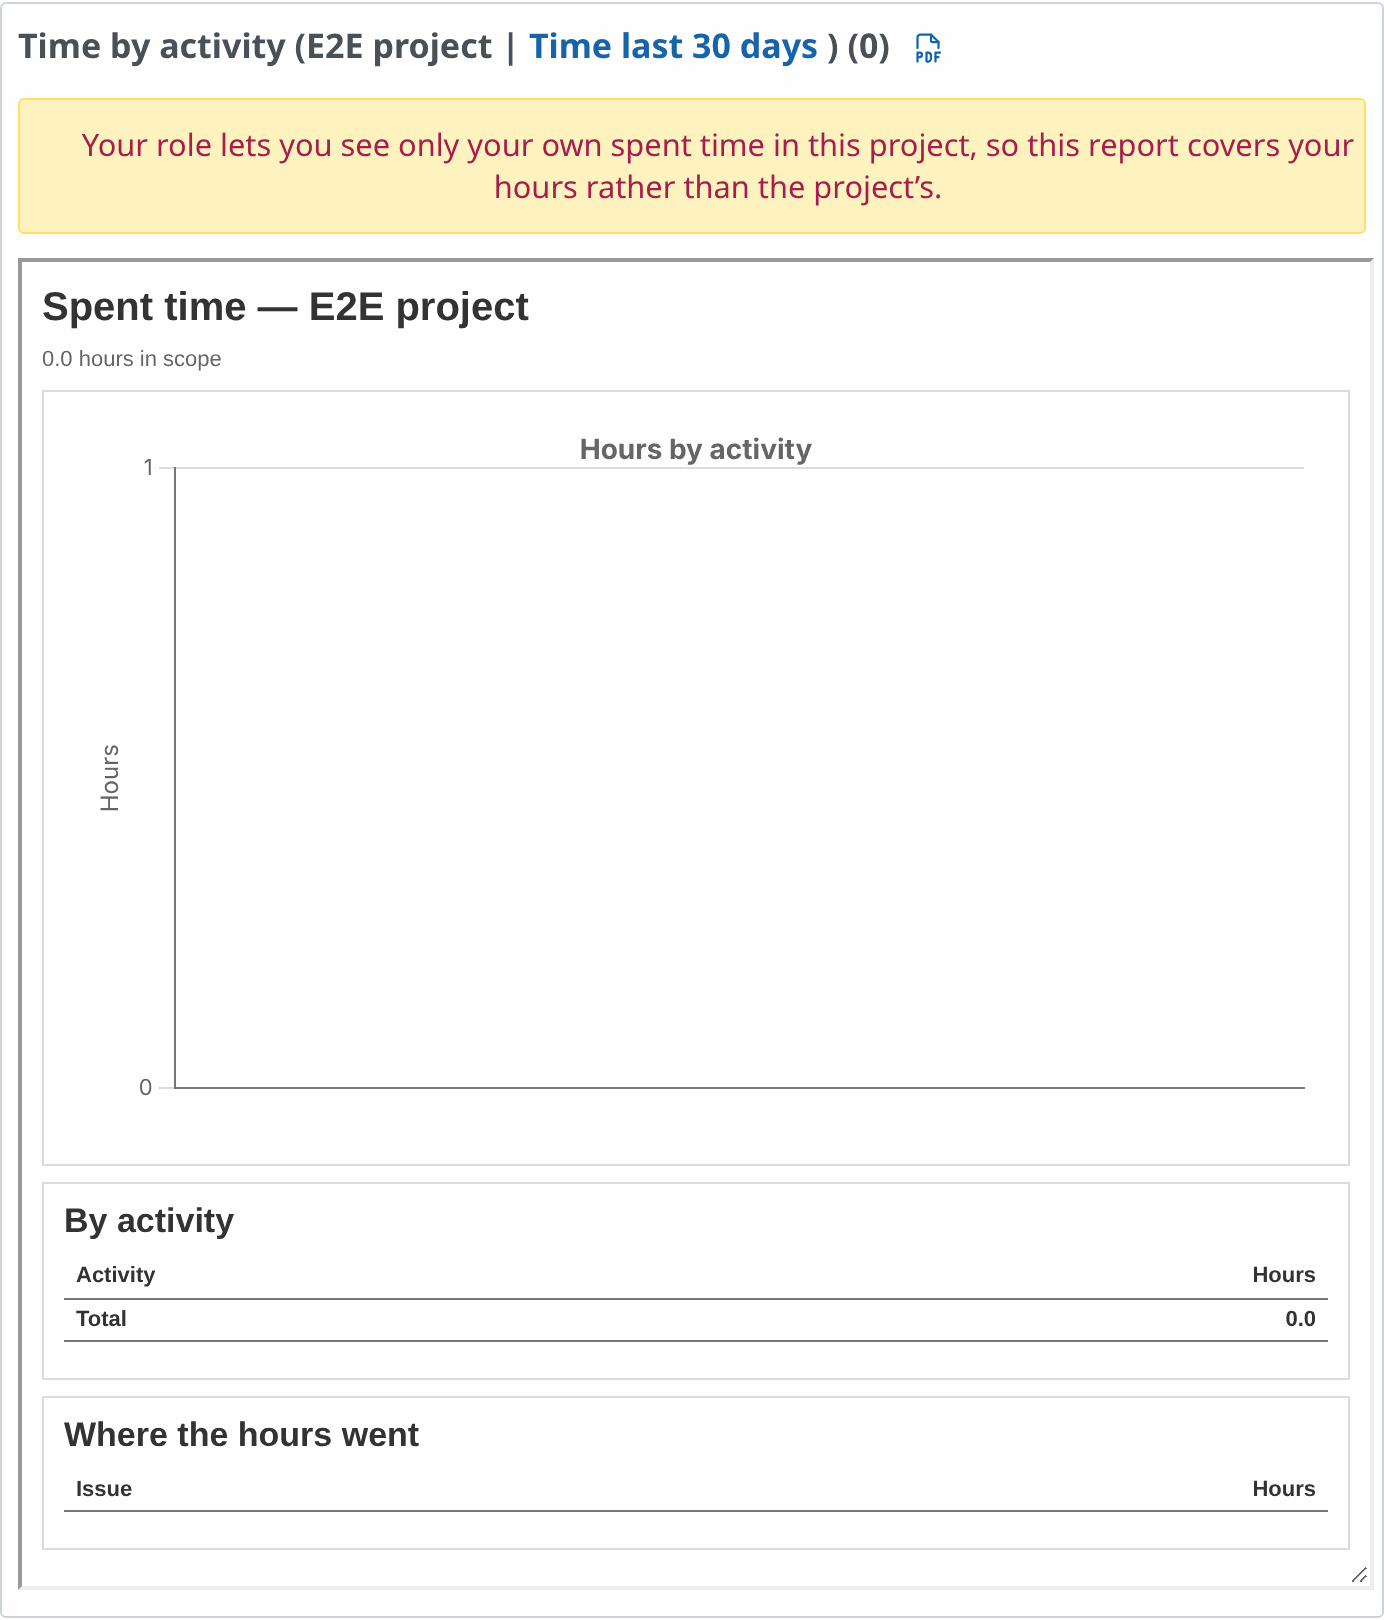 Time by activity (E2E project | Time last 30 days ) (0) PDF
Your role lets you see only your own spent time in this project, so this report covers your
hours rather than the project’s.
Spent time — E2E project
0.0 hours in scope
Hours by activity
1
Hours
0
By activity
Activity Hours
Total 0.0
Where the hours went
Issue Hours